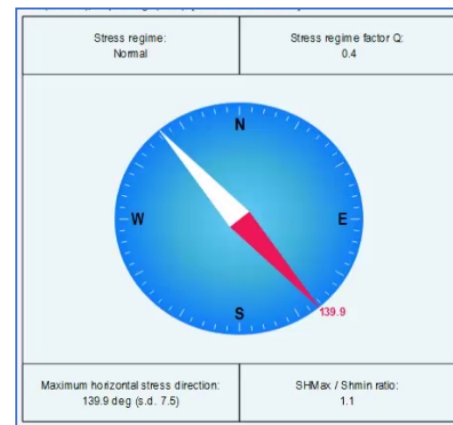 Stress regime:
Normal
Stress regime factor Q:
0.4
N
W
E
S
139.9
Maximum horizontal stress direction:
139.9 deg (s.d. 7.5)
SHMax / Shmin ratio:
1.1